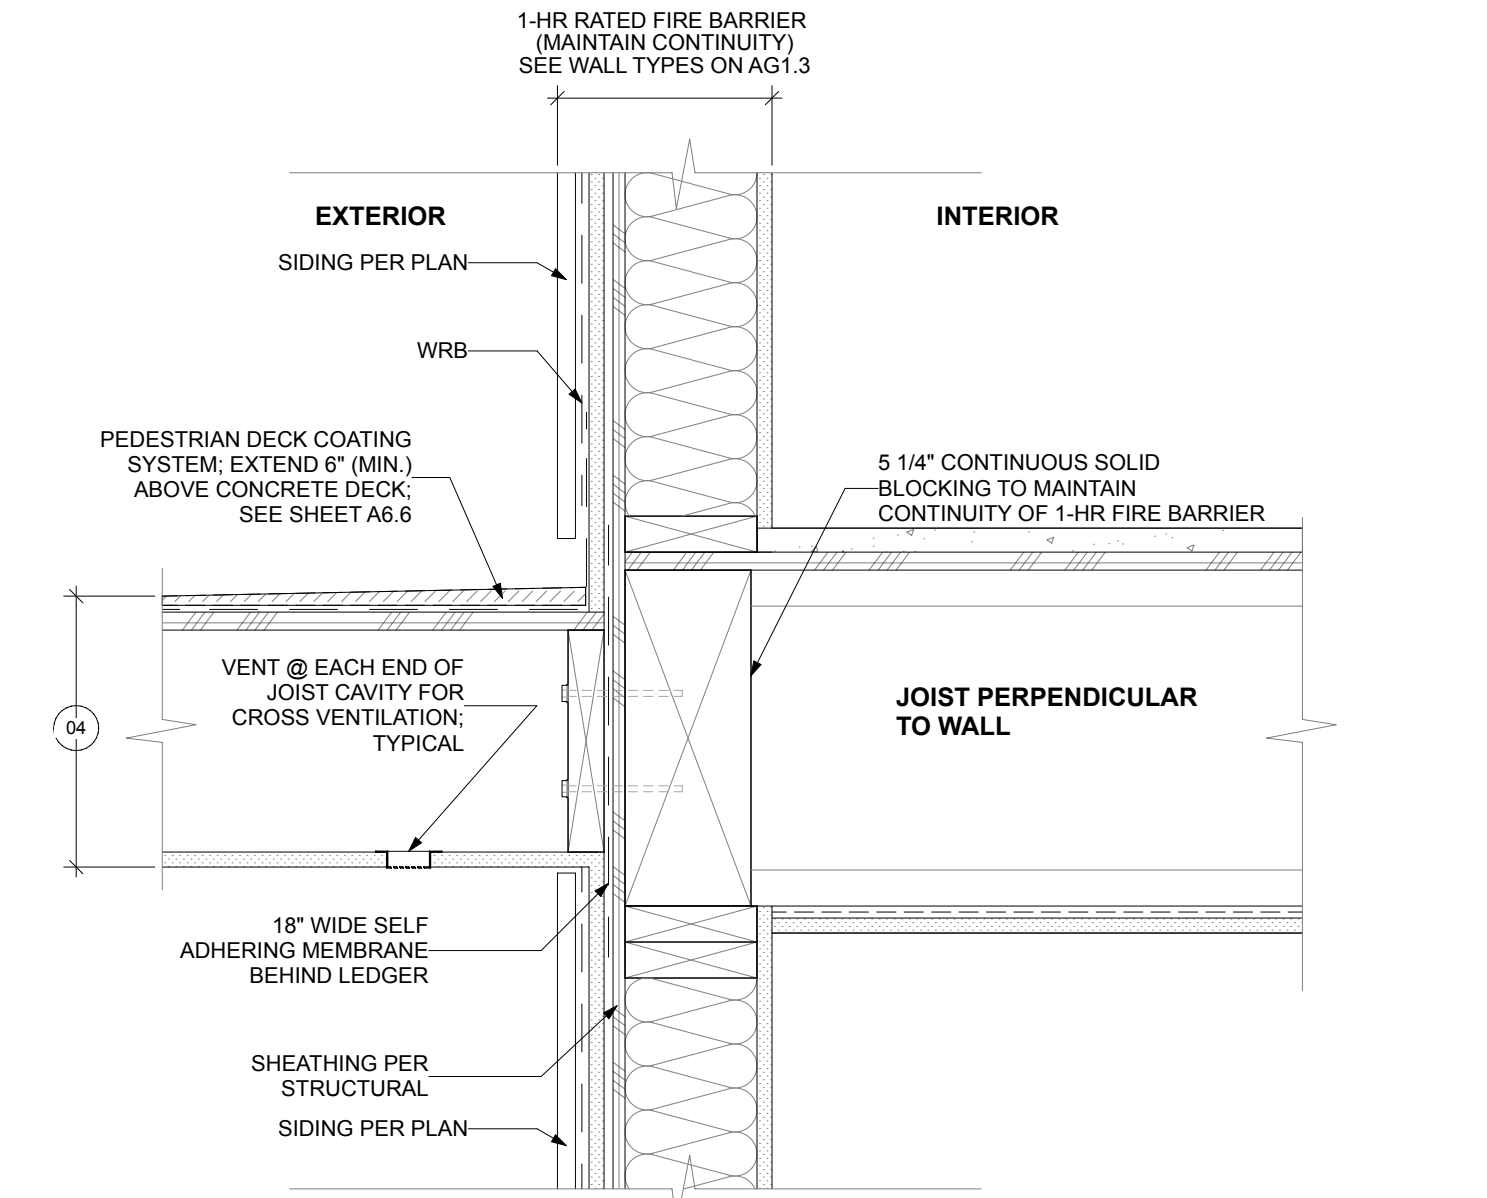 1-HR RATED FIRE BARRIER
(MAINTAIN CONTINUITY)
SEE WALL TYPES ON AG1.3
EXTERIOR
INTERIOR
SIDING PER PLAN
WRB
PEDESTRIAN DECK COATING
SYSTEM; EXTEND 6" (MIN.)
ABOVE CONCRETE DECK;
SEE SHEET A6.6
5 1/4" CONTINUOUS SOLID
BLOCKING TO MAINTAIN
CONTINUITY OF 1-HR FIRE BARRIER
VENT @ EACH END OF
JOIST CAVITY FOR
CROSS VENTILATION;
TYPICAL
04
JOIST PERPENDICULAR
TO WALL
18" WIDE SELF
ADHERING MEMBRANE
BEHIND LEDGER
SHEATHING PER
STRUCTURAL
SIDING PER PLAN